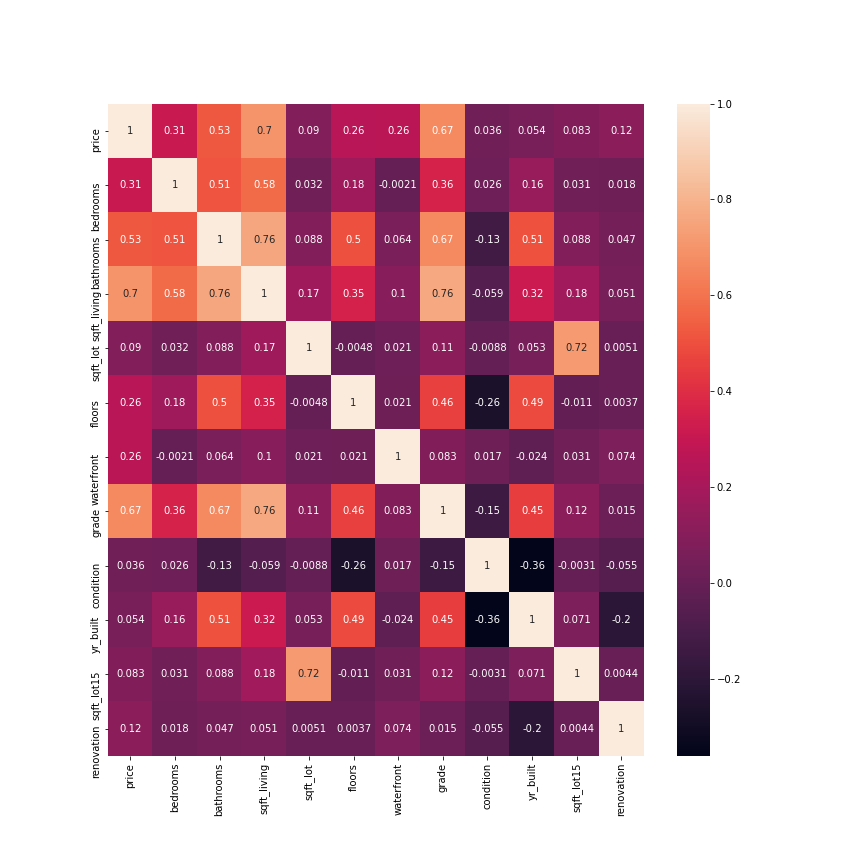 price 1 0.31 0.53 0.7 0.09 0.26 0.26 0.67 0.036 0.054 0.083 0.12
bedrooms 0.31 1 0.51 0.58 0.032 0.18 -0.0021 0.36 0.026 0.16 0.031 0.018
bathrooms 0.53 0.51 1 0.76 0.088 0.5 0.064 0.67 -0.13 0.51 0.088 0.047
sqft_living 0.7 0.58 0.76 1 0.17 0.35 0.1 0.76 -0.059 0.32 0.18 0.051
sqft_lot 0.09 0.032 0.088 0.17 1 -0.0048 0.021 0.11 -0.0088 0.053 0.72 0.0051
floors 0.26 0.18 0.5 0.35 -0.0048 1 0.021 0.46 -0.26 0.49 -0.011 0.0037
waterfront 0.26 -0.0021 0.064 0.1 0.021 0.021 1 0.083 0.017 -0.024 0.031 0.074
grade 0.67 0.36 0.67 0.76 0.11 0.46 0.083 1 -0.15 0.45 0.12 0.015
condition 0.036 0.026 -0.13 -0.059 -0.0088 -0.26 0.017 -0.15 1 -0.36 -0.0031 -0.055
yr_built 0.054 0.16 0.51 0.32 0.053 0.49 -0.024 0.45 -0.36 1 0.071 -0.2
sqft_lot15 0.083 0.031 0.088 0.18 0.72 -0.011 0.031 0.12 -0.0031 0.071 1 0.0044
renovation 0.12 0.018 0.047 0.051 0.0051 0.0037 0.074 0.015 -0.055 -0.2 0.0044 1
price bedrooms bathrooms sqft_living sqft_lot floors waterfront grade condition yr_built sqft_lot15 renovation
1.0
0.8
0.6
0.4
0.2
0.0
−0.2